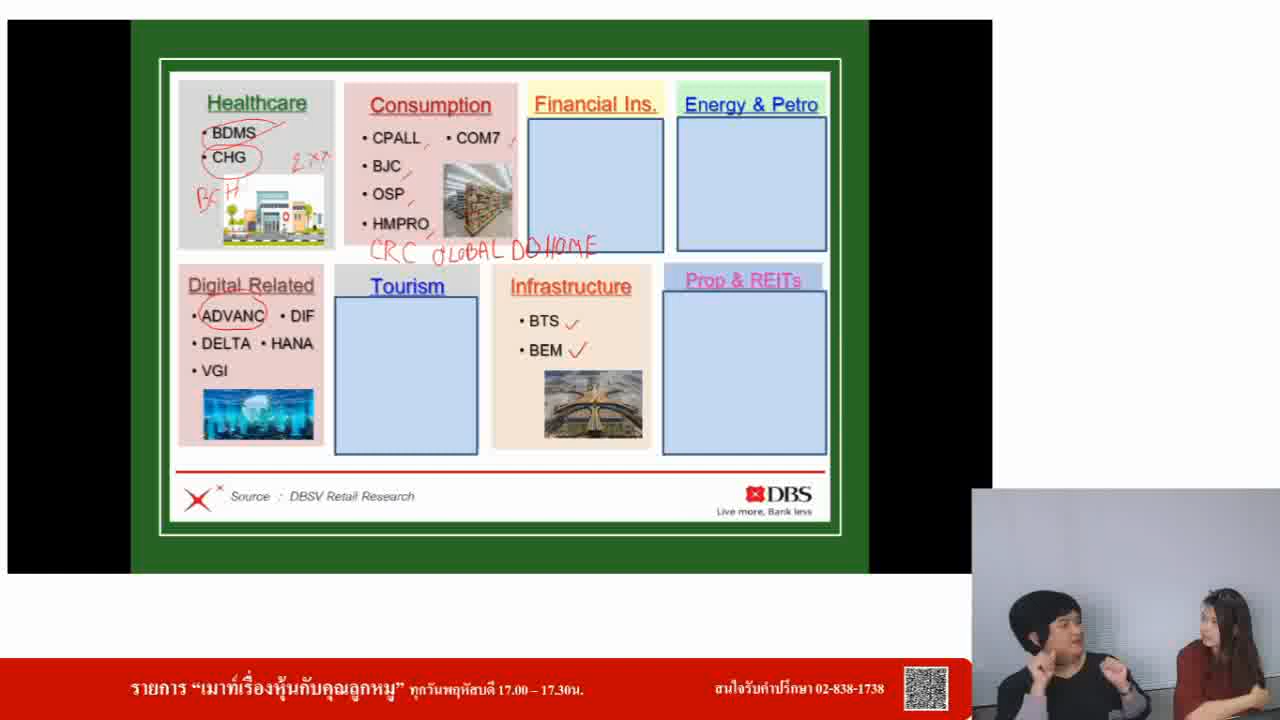 Healthcare
• BDMS
• CHG
2xx
BCH
Consumption
• CPALL • COM7
• BJC
• OSP
• HMPRO
CRC GLOBAL DOHOME
Financial Ins.
Energy & Petro
Digital Related
• ADVANC • DIF
• DELTA • HANA
• VGI
Tourism
Infrastructure
• BTS
• BEM
Prop & REITs
Source : DBSV Retail Research
DBS
Live more, Bank less
รายการ “เมาท์เรื่องหุ้นกับคุณลูกหมู” ทุกวันพฤหัสบดี 17.00 – 17.30น.
สนใจรับคำปรึกษา 02-838-1738